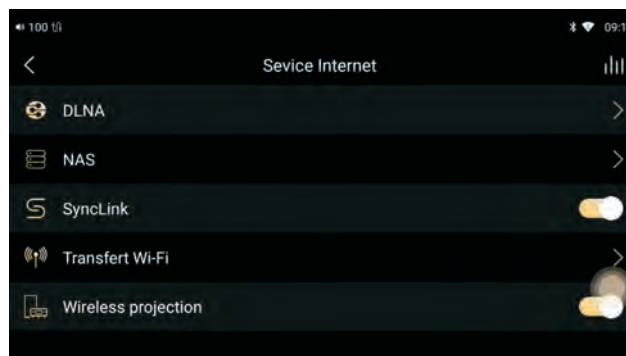 100
09:1
Sevice Internet
DLNA
NAS
SyncLink
Transfert Wi-Fi
Wireless projection